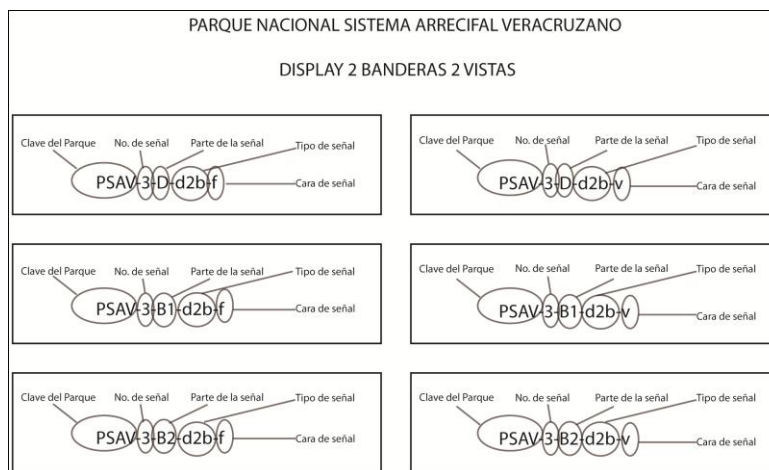 PARQUE NACIONAL SISTEMA ARRECIFAL VERACRUZANO
DISPLAY 2 BANDERAS 2 VISTAS
Clave del Parque No. de señal Parte de la señal Tipo de señal
PSAV-3-D-d2b-f Cara de señal
Clave del Parque No. de señal Parte de la señal Tipo de señal
PSAV-3-D-d2b-v Cara de señal
Clave del Parque No. de señal Parte de la señal Tipo de señal
PSAV-3-B1-d2b-f Cara de señal
Clave del Parque No. de señal Parte de la señal Tipo de señal
PSAV-3-B1-d2b-v Cara de señal
Clave del Parque No. de señal Parte de la señal Tipo de señal
PSAV-3-B2-d2b-f Cara de señal
Clave del Parque No. de señal Parte de la señal Tipo de señal
PSAV-3-B2-d2b-v Cara de señal